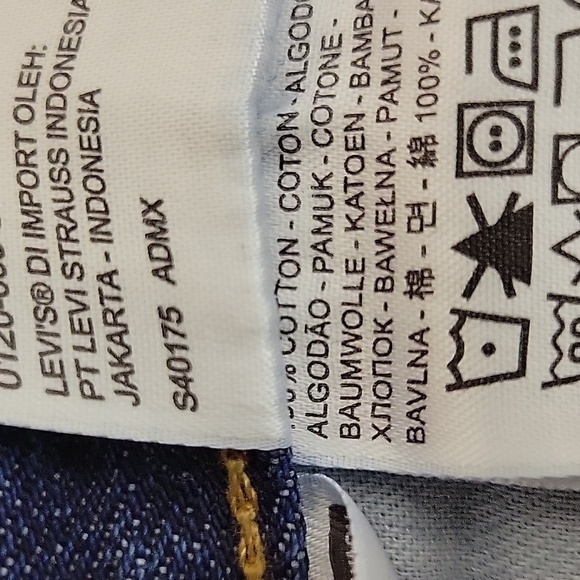 LEVI'S® DI IMPORT OLEH:
PT LEVI STRAUSS INDONESIA
JAKARTA - INDONESIA
S40175 ADMX
COTTON - COTON - ALGODÓ
ALGODÃO - PAMUK - COTONE -
BAUMWOLLE - KATOEN - BAMBA
ХЛОПОК - BAWEŁNA - PAMUT -
BAVLNA - 棉 - 면 - 綿 100% - KA